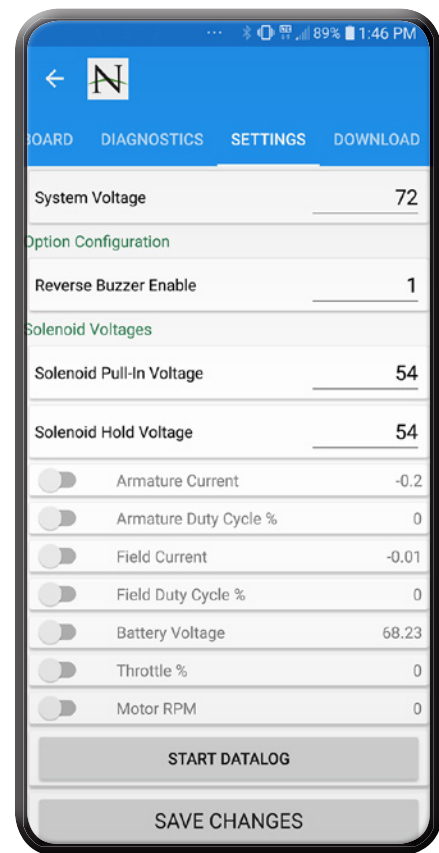 ... 89% 1:46 PM
N
BOARD DIAGNOSTICS SETTINGS DOWNLOAD
System Voltage 72
Option Configuration
Reverse Buzzer Enable 1
Solenoid Voltages
Solenoid Pull-In Voltage 54
Solenoid Hold Voltage 54
Armature Current -0.2
Armature Duty Cycle % 0
Field Current -0.01
Field Duty Cycle % 0
Battery Voltage 68.23
Throttle % 0
Motor RPM 0
START DATALOG
SAVE CHANGES